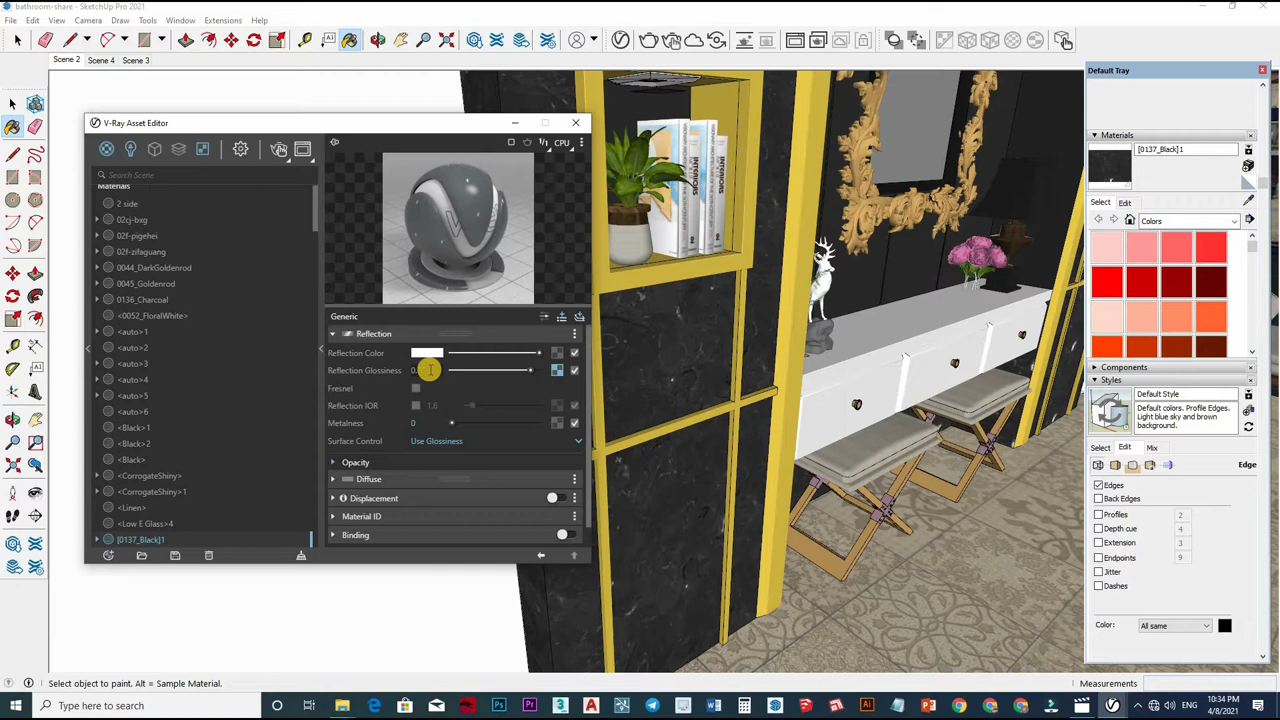 bathroom-share - SketchUp Pro 2021
File Edit View Camera Draw Tools Window Extensions Help
Scene 2 Scene 4 Scene 3
V-Ray Asset Editor
CPU
Search Scene
Materials
2 side
02cj-bxg
02f-pigehei
02f-zifaguang
0044_DarkGoldenrod
0045_Goldenrod
0136_Charcoal
<0052_FloralWhite>
<auto>1
<auto>2
<auto>3
<auto>4
<auto>5
<auto>6
<Black>1
<Black>2
<Black>
<CorrogateShiny>
<CorrogateShiny>1
<Linen>
<Low E Glass>4
[0137_Black]1
Generic
Reflection
Reflection Color
Reflection Glossiness
Fresnel
Reflection IOR 1.6
Metalness 0
Surface Control Use Glossiness
Opacity
Diffuse
Displacement
Material ID
Binding
Default Tray
Materials
[0137_Black]1
Select Edit
Colors
Components
Styles
Default Style
Default colors. Profile Edges.
Light blue sky and brown
background.
Select Edit Mix
Edge
Edges
Back Edges
Profiles 2
Depth cue 4
Extension 3
Endpoints 9
Jitter
Dashes
Color: All same
Select object to paint. Alt = Sample Material.
Measurements
Type here to search
ENG
10:34 PM
4/8/2021